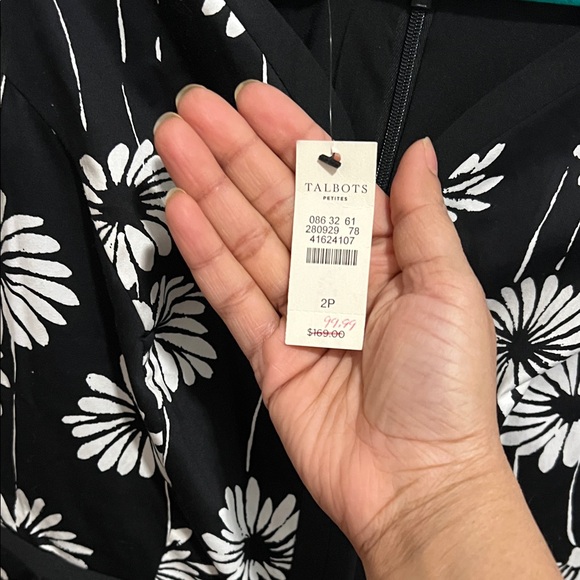 TALBOTS
PETITES
086 32 61
280929 78
41624107
2P
99.99
$169.00